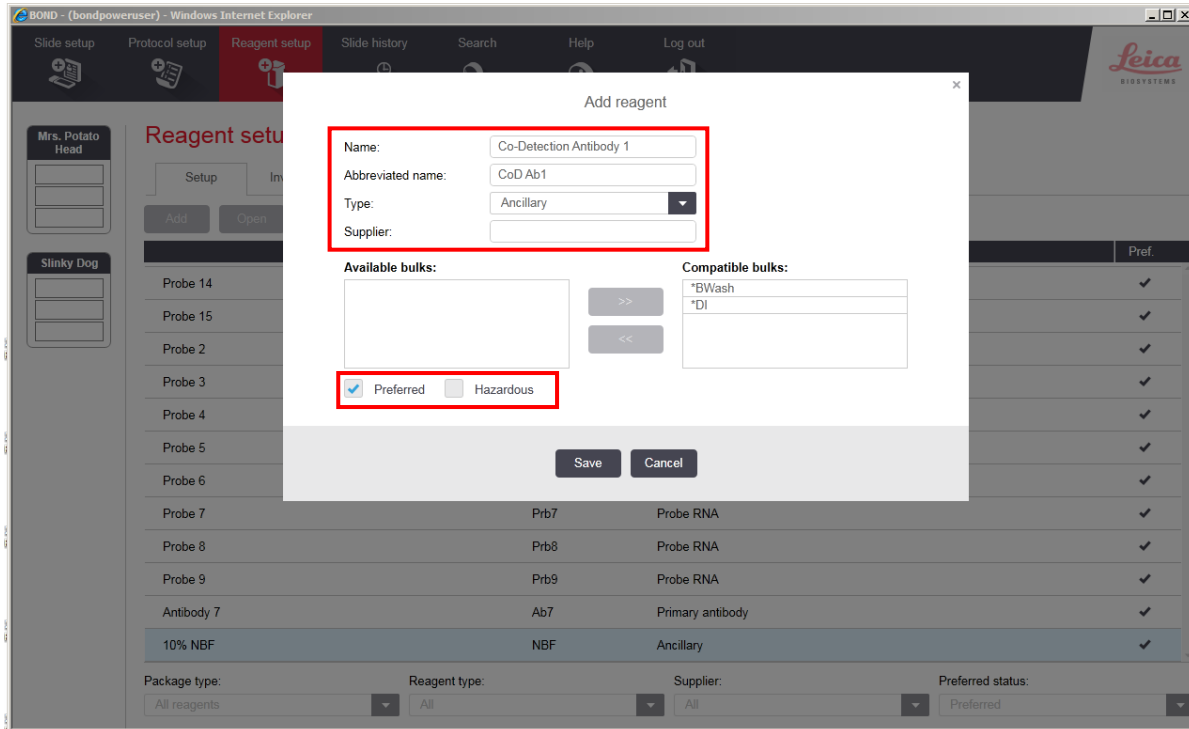 BOND - (bondpoweruser) - Windows Internet Explorer
Slide setup Protocol setup Reagent setup Slide history Search Help Log out
Leica
BIOSYSTEMS
Add reagent
Mrs. Potato
Head
Reagent setu
Name: Co-Detection Antibody 1
Setup Inv
Abbreviated name: CoD Ab1
Type: Ancillary
Add Open
Supplier:
Pref.
Slinky Dog
Available bulks: Compatible bulks:
Probe 14
*BWash
>>
*DI
Probe 15
<<
Probe 2
Probe 3
Preferred Hazardous
Probe 4
Probe 5
Save Cancel
Probe 6
Probe 7 Prb7 Probe RNA
Probe 8 Prb8 Probe RNA
Probe 9 Prb9 Probe RNA
Antibody 7 Ab7 Primary antibody
10% NBF NBF Ancillary
Package type: Reagent type: Supplier: Preferred status:
All reagents All All Preferred